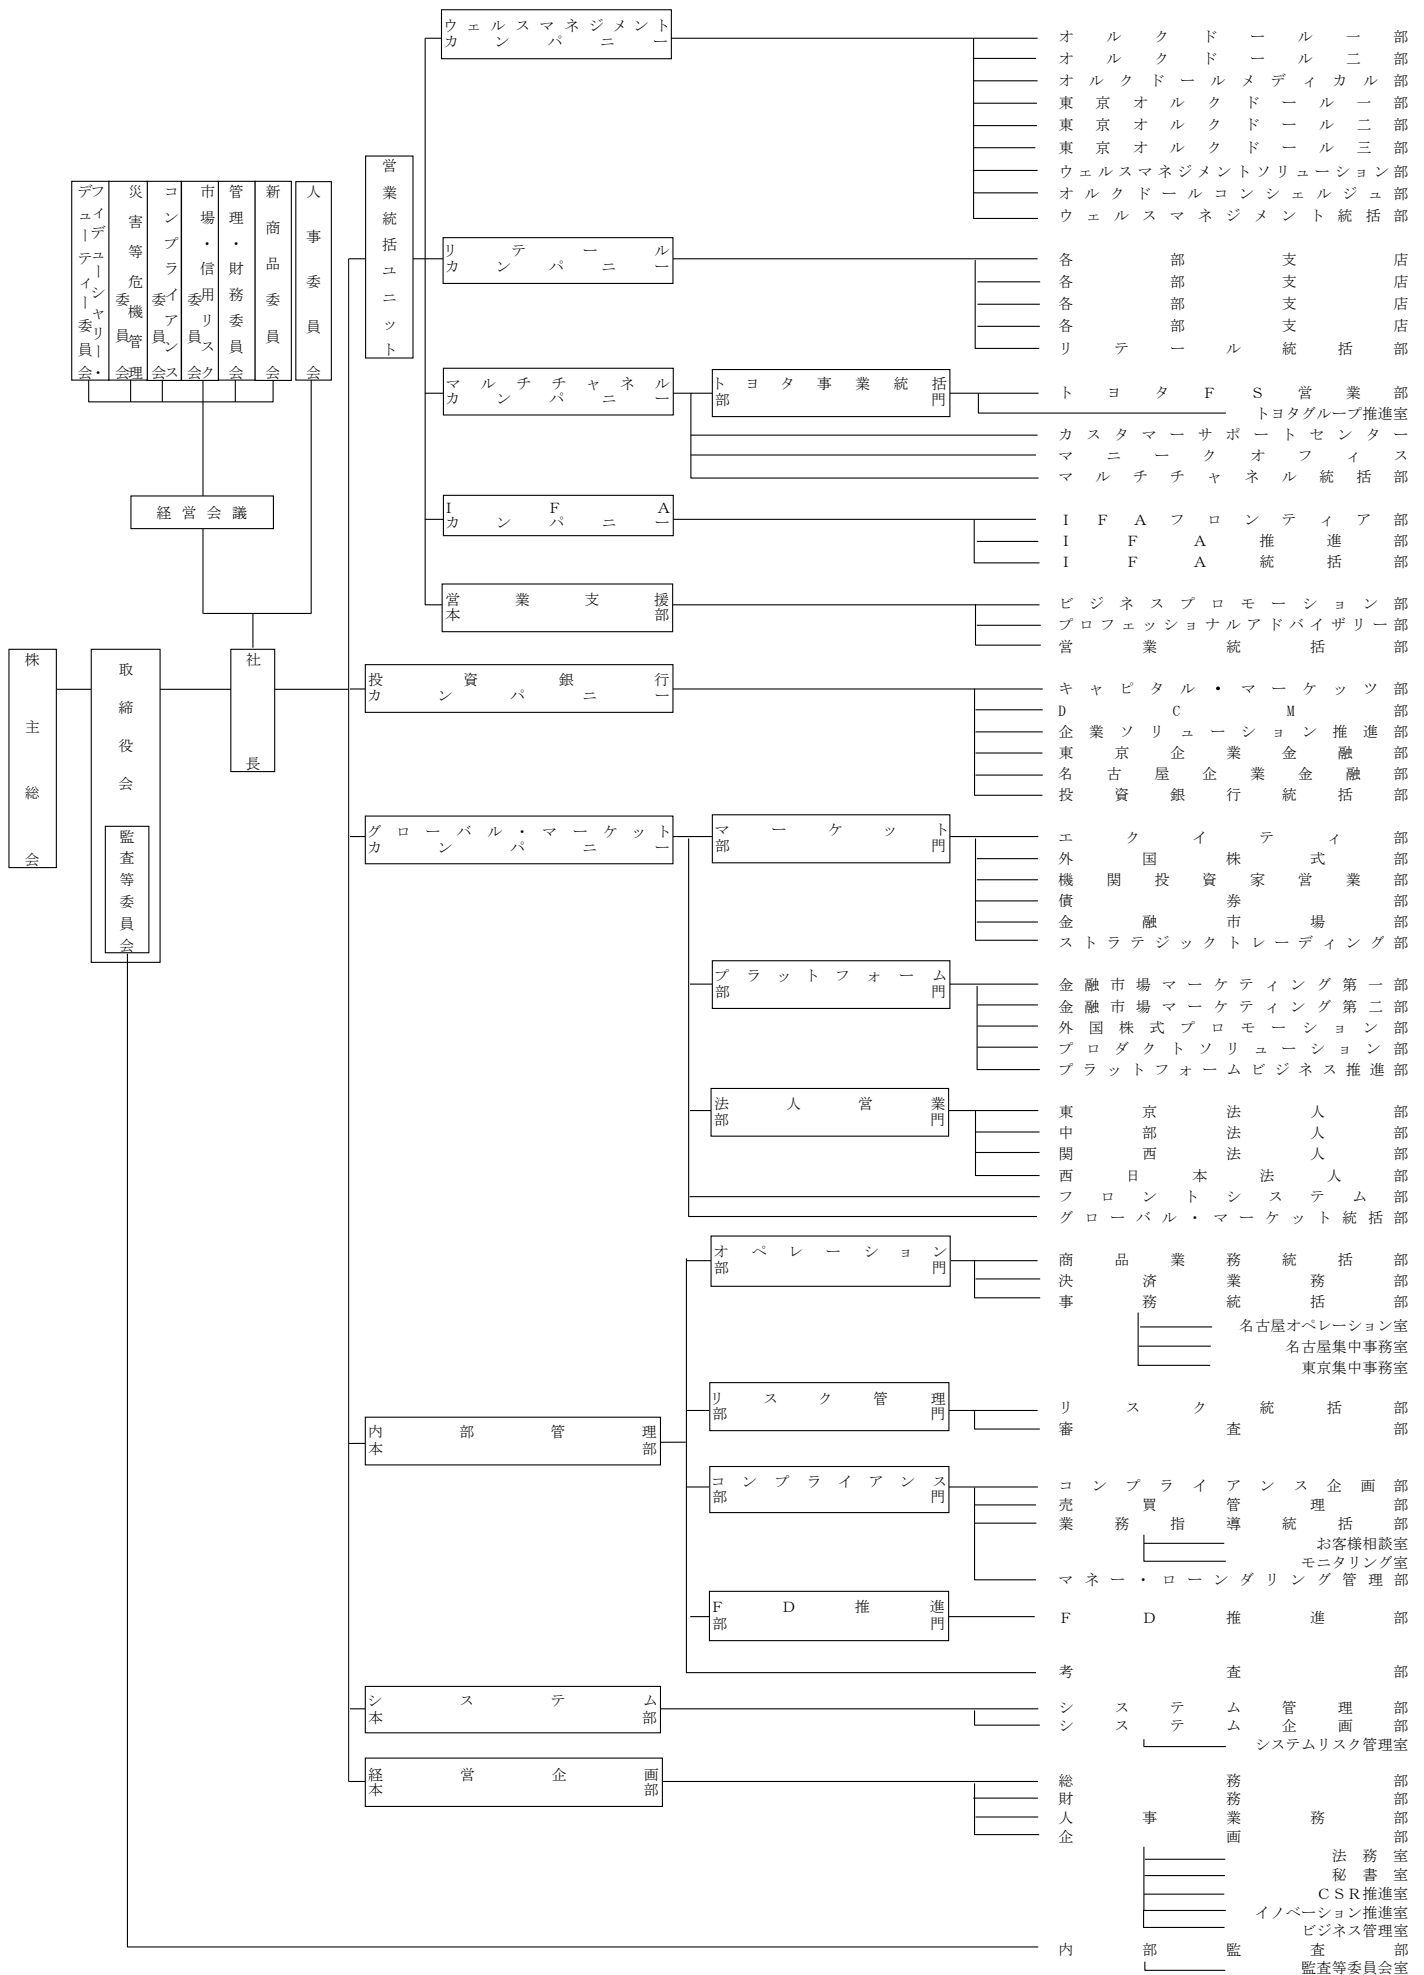 株主総会
取締役会
監査等委員会
社長
経営会議
フィデューシャリー・
デューティー委員会
災害等危機管理
委員会
コンプライアンス
委員会
市場・信用リスク
委員会
管理・財務委員会
新商品委員会
人事委員会
営業統括ユニット
ウェルスマネジメント
カンパニー
オルクドール一部
オルクドール二部
オルクドールメディカル部
東京オルクドール一部
東京オルクドール二部
東京オルクドール三部
ウェルスマネジメントソリューション部
オルクドールコンシェルジュ部
ウェルスマネジメント統括部
リテール
カンパニー
各部支店
各部支店
各部支店
各部支店
リテール統括部
マルチチャネル
カンパニー
トヨタ事業統括
部門
トヨタFS営業部
トヨタグループ推進室
カスタマーサポートセンター
マニークオフィス
マルチチャネル統括部
IFA
カンパニー
IFAフロンティア部
IFA推進部
IFA統括部
営業支援
本部
ビジネスプロモーション部
プロフェッショナルアドバイザリー部
営業統括部
投資銀行
カンパニー
キャピタル・マーケッツ部
DCM部
企業ソリューション推進部
東京企業金融部
名古屋企業金融部
投資銀行統括部
グローバル・マーケット
カンパニー
マーケット
部門
エクイティ部
外国株式部
機関投資家営業部
債券部
金融市場部
ストラテジックトレーディング部
プラットフォーム
部門
金融市場マーケティング第一部
金融市場マーケティング第二部
外国株式プロモーション部
プロダクトソリューション部
プラットフォームビジネス推進部
法人営業
部門
東京法人部
中部法人部
関西法人部
西日本法人部
フロントシステム部
グローバル・マーケット統括部
内部管理
本部
オペレーション
部門
商品業務統括部
決済業務部
事務統括部
名古屋オペレーション室
名古屋集中事務室
東京集中事務室
リスク管理
部門
リスク統括部
審査部
コンプライアンス
部門
コンプライアンス企画部
売買管理部
業務指導統括部
お客様相談室
モニタリング室
マネー・ローンダリング管理部
FD推進
部門
FD推進部
考査部
システム
本部
システム管理部
システム企画部
システムリスク管理室
経営企画
本部
総務部
財務部
人事業務部
企画部
法務室
秘書室
CSR推進室
イノベーション推進室
ビジネス管理室
内部監査部
監査等委員会室